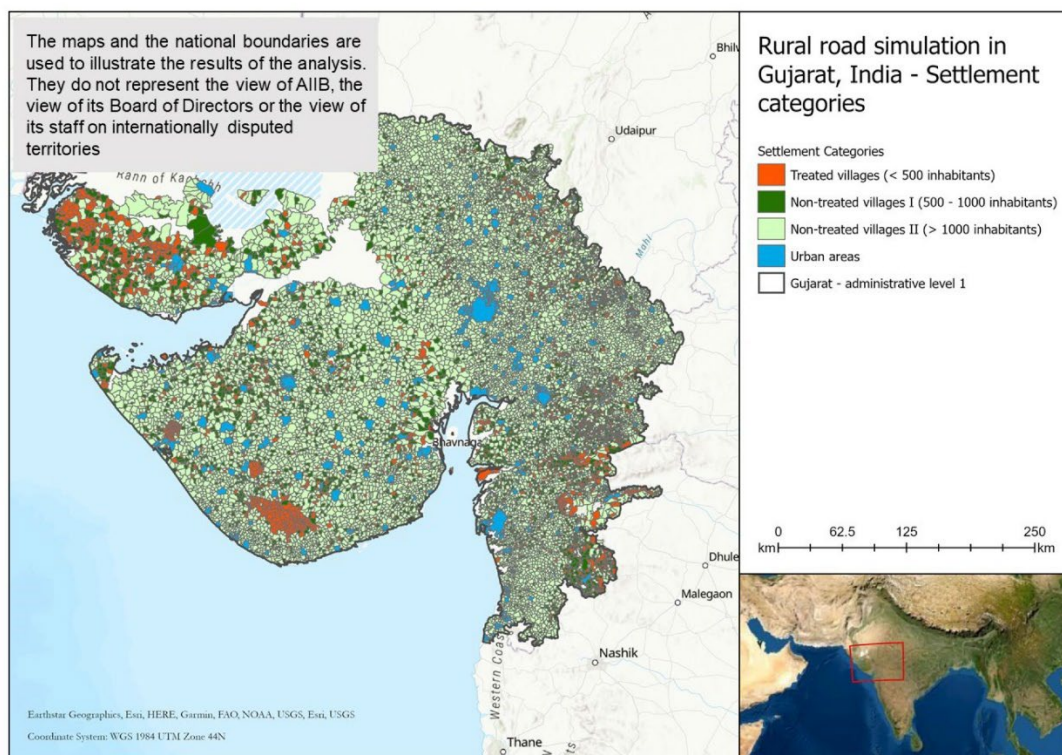 The maps and the national boundaries are
used to illustrate the results of the analysis.
They do not represent the view of AIIB, the
view of its Board of Directors or the view of
its staff on internationally disputed
territories
Rann of
Bhilw
Udaipur
Mahi
Bhavnaga
Dhule
Malegaon
Nashik
Western Coas
Thane
ts
Earthstar Geographics, Esri, HERE, Garmin, FAO, NOAA, USGS, Esri, USGS
Coordinate System: WGS 1984 UTM Zone 44N
Rural road simulation in
Gujarat, India - Settlement
categories
Settlement Categories
Treated villages (< 500 inhabitants)
Non-treated villages I (500 - 1000 inhabitants)
Non-treated villages II (> 1000 inhabitants)
Urban areas
Gujarat - administrative level 1
0 62.5 125 250
km km